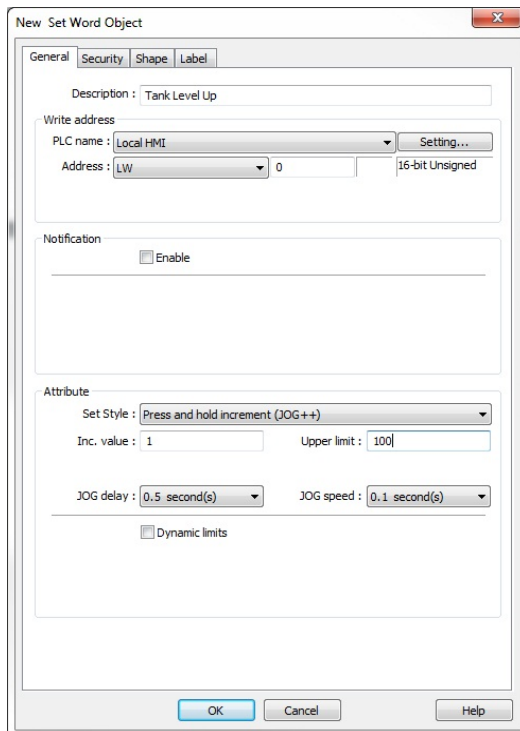 New Set Word Object
General Security Shape Label
Description : Tank Level Up
Write address
PLC name : Local HMI Setting...
Address : LW 0 16-bit Unsigned
Notification
Enable
Attribute
Set Style : Press and hold increment (JOG++)
Inc. value : 1 Upper limit : 100
JOG delay : 0.5 second(s) JOG speed : 0.1 second(s)
Dynamic limits
OK Cancel Help